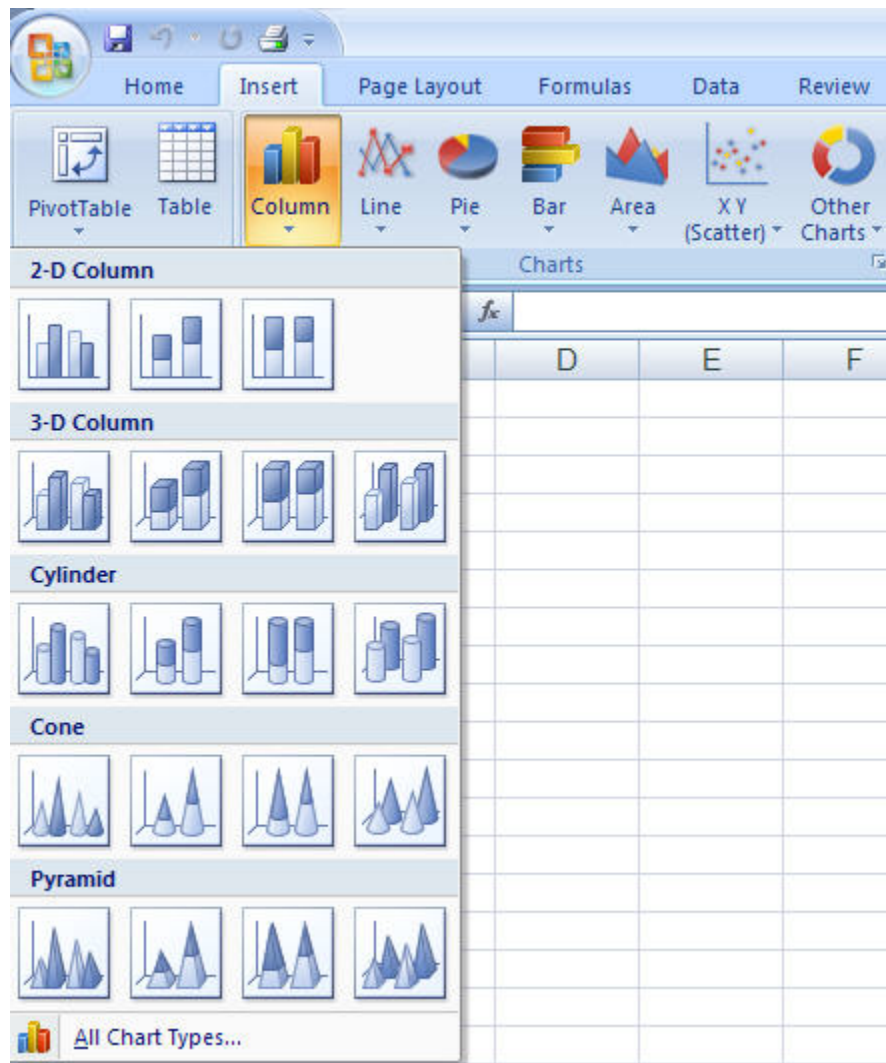 Home Insert Page Layout Formulas Data Review
PivotTable Table Column Line Pie Bar Area X Y (Scatter) Other Charts
Charts
fx
D E F
2-D Column
3-D Column
Cylinder
Cone
Pyramid
All Chart Types...